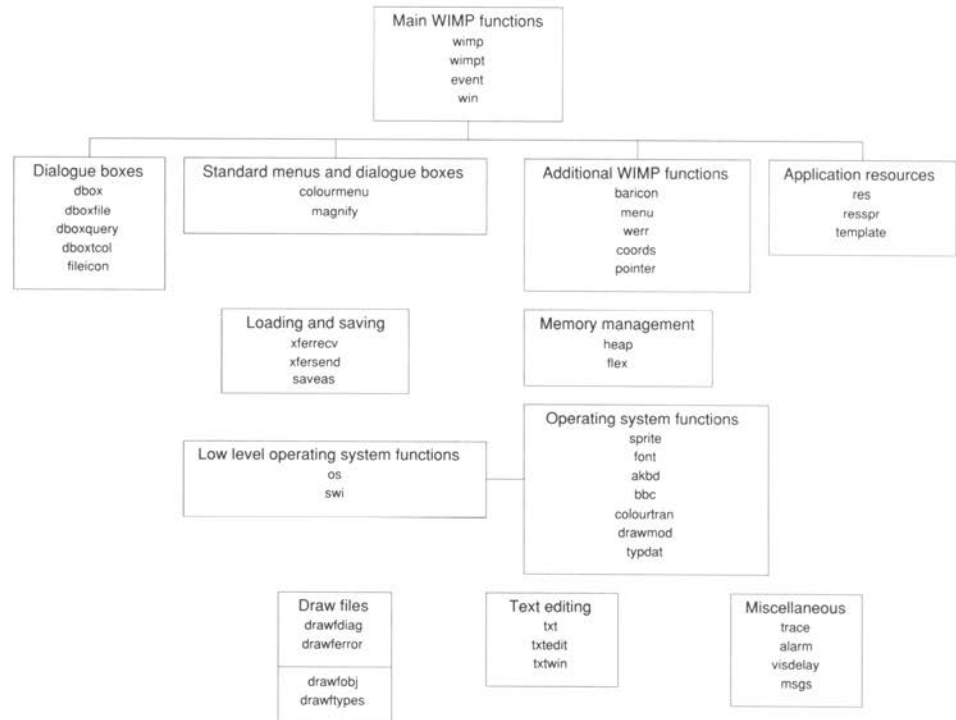 Main WIMP functions
wimp
wimpt
event
win
Dialogue boxes
dbox
dboxfile
dboxquery
dboxtcol
fileicon
Standard menus and dialogue boxes
colourmenu
magnify
Additional WIMP functions
baricon
menu
werr
coords
pointer
Application resources
res
resspr
template
Loading and saving
xferrecv
xfersend
saveas
Memory management
heap
flex
Low level operating system functions
os
swi
Operating system functions
sprite
font
akbd
bbc
colourtran
drawmod
typdat
Draw files
drawfdiag
drawferror
drawfobj
drawftypes
Text editing
txt
txtedit
txtwin
Miscellaneous
trace
alarm
visdelay
msgs